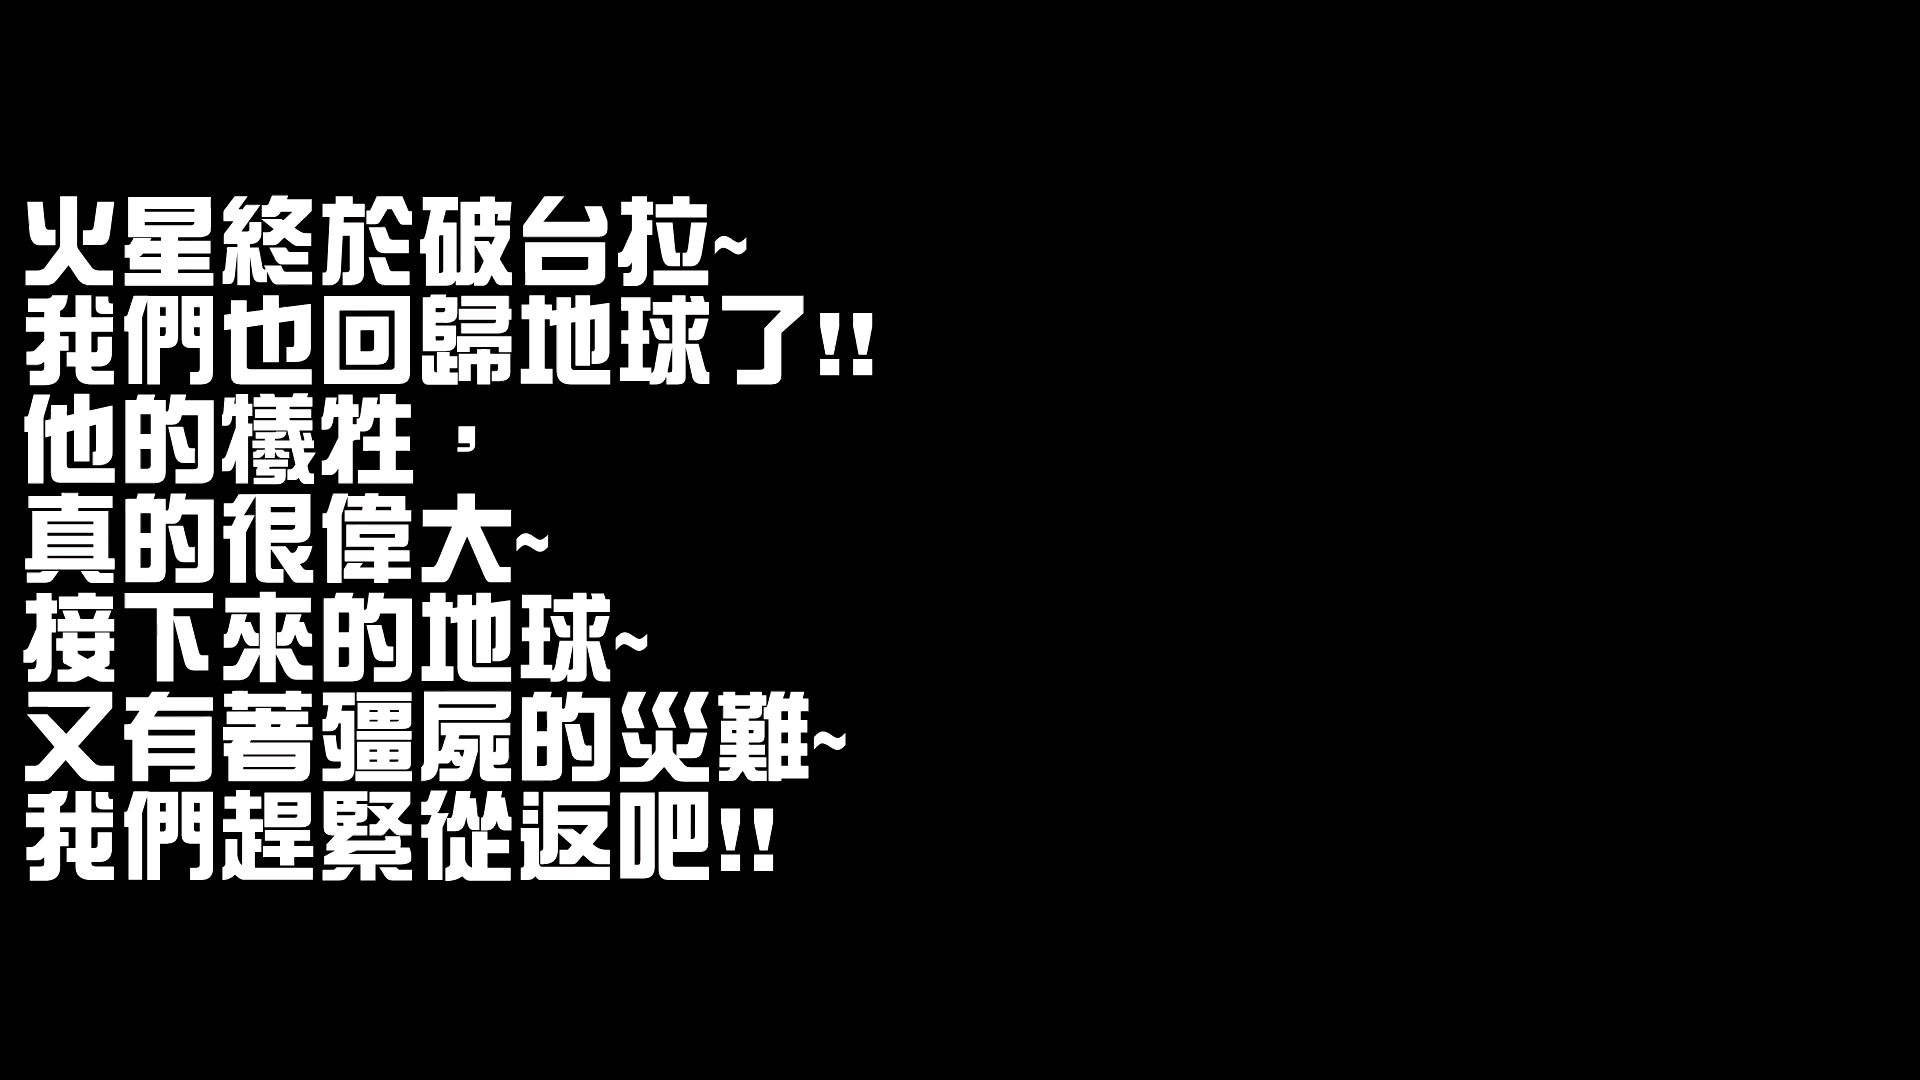 火星終於破台拉~
我們也回歸地球了!!
他的犧牲，
真的很偉大~
接下來的地球~
又有著殭屍的災難~
我們趕緊從返吧!!